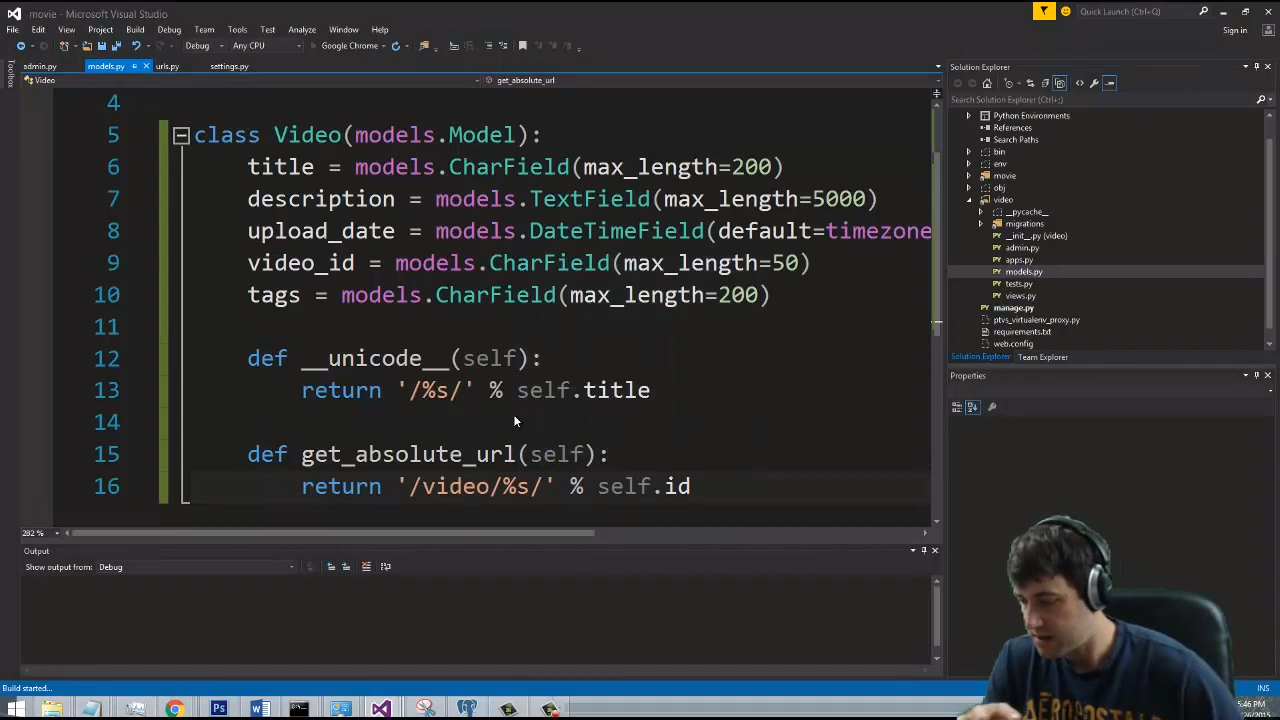 movie - Microsoft Visual Studio
Quick Launch (Ctrl+;)
File Edit View Project Build Debug Team Tools Test Analyze Window Help
Sign in
Debug Any CPU Google Chrome
Toolbox
admin.py models.py urls.py settings.py
Video get_absolute_url
4
5 class Video(models.Model):
6 title = models.CharField(max_length=200)
7 description = models.TextField(max_length=5000)
8 upload_date = models.DateTimeField(default=timezone
9 video_id = models.CharField(max_length=50)
10 tags = models.CharField(max_length=200)
11
12 def __unicode__(self):
13 return '/%s/' % self.title
14
15 def get_absolute_url(self):
16 return '/video/%s/' % self.id
282 %
Output
Show output from: Debug
Solution Explorer
Search Solution Explorer (Ctrl+;)
Python Environments
References
Search Paths
bin
env
movie
obj
video
__pycache__
migrations
__init__.py (video)
admin.py
apps.py
models.py
tests.py
views.py
manage.py
ptvs_virtualenv_proxy.py
requirements.txt
web.config
Solution Explorer Team Explorer
Properties
AEROPOSTALE
Build started... INS
5:46 PM